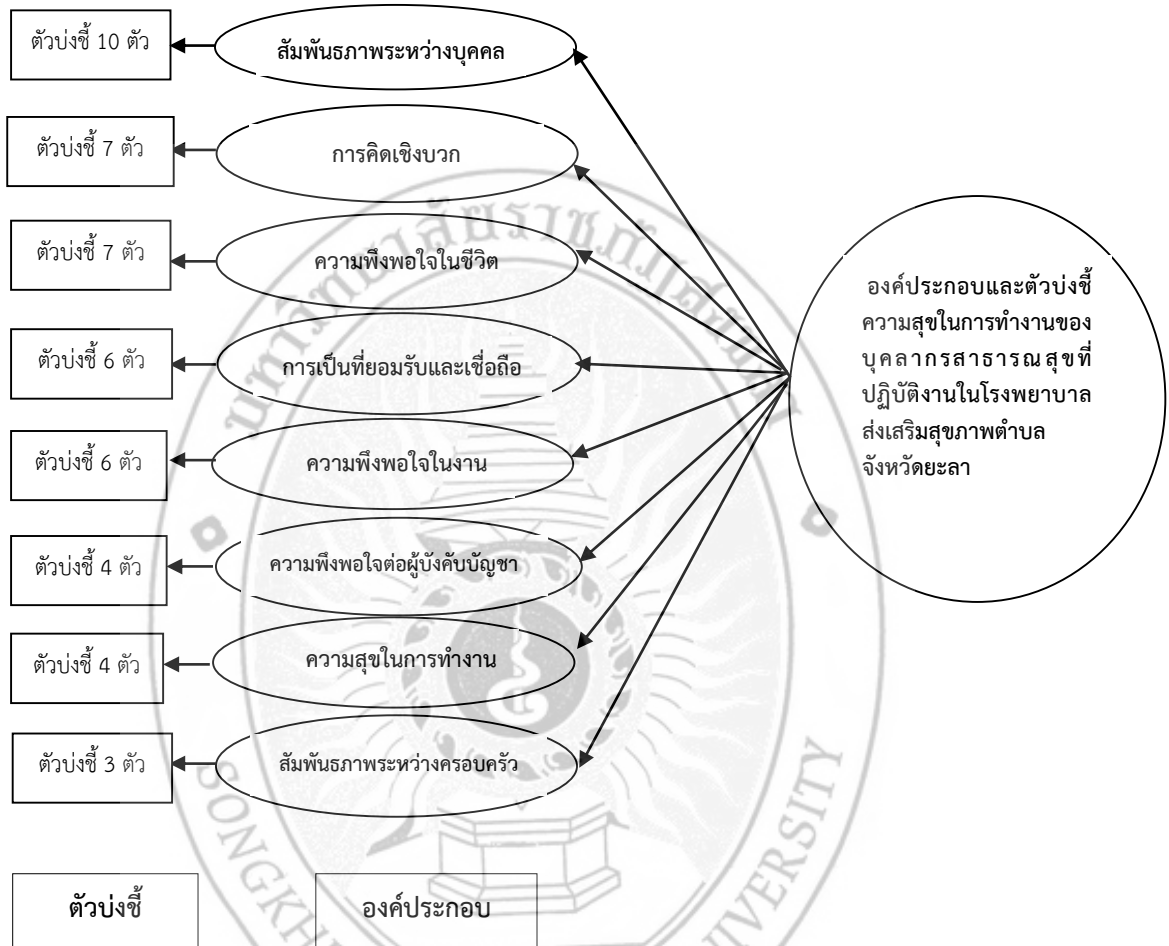 ตัวบ่งชี้ 10 ตัว
สัมพันธภาพระหว่างบุคคล
ตัวบ่งชี้ 7 ตัว
การคิดเชิงบวก
ตัวบ่งชี้ 7 ตัว
ความพึงพอใจในชีวิต
ตัวบ่งชี้ 6 ตัว
การเป็นที่ยอมรับและเชื่อถือ
ตัวบ่งชี้ 6 ตัว
ความพึงพอใจในงาน
ตัวบ่งชี้ 4 ตัว
ความพึงพอใจต่อผู้บังคับบัญชา
ตัวบ่งชี้ 4 ตัว
ความสุขในการทำงาน
ตัวบ่งชี้ 3 ตัว
สัมพันธภาพระหว่างครอบครัว
องค์ประกอบและตัวบ่งชี้
ความสุขในการทำงานของ
บุคลากรสาธารณสุขที่
ปฏิบัติงานในโรงพยาบาล
ส่งเสริมสุขภาพตำบล
จังหวัดยะลา
ตัวบ่งชี้
องค์ประกอบ